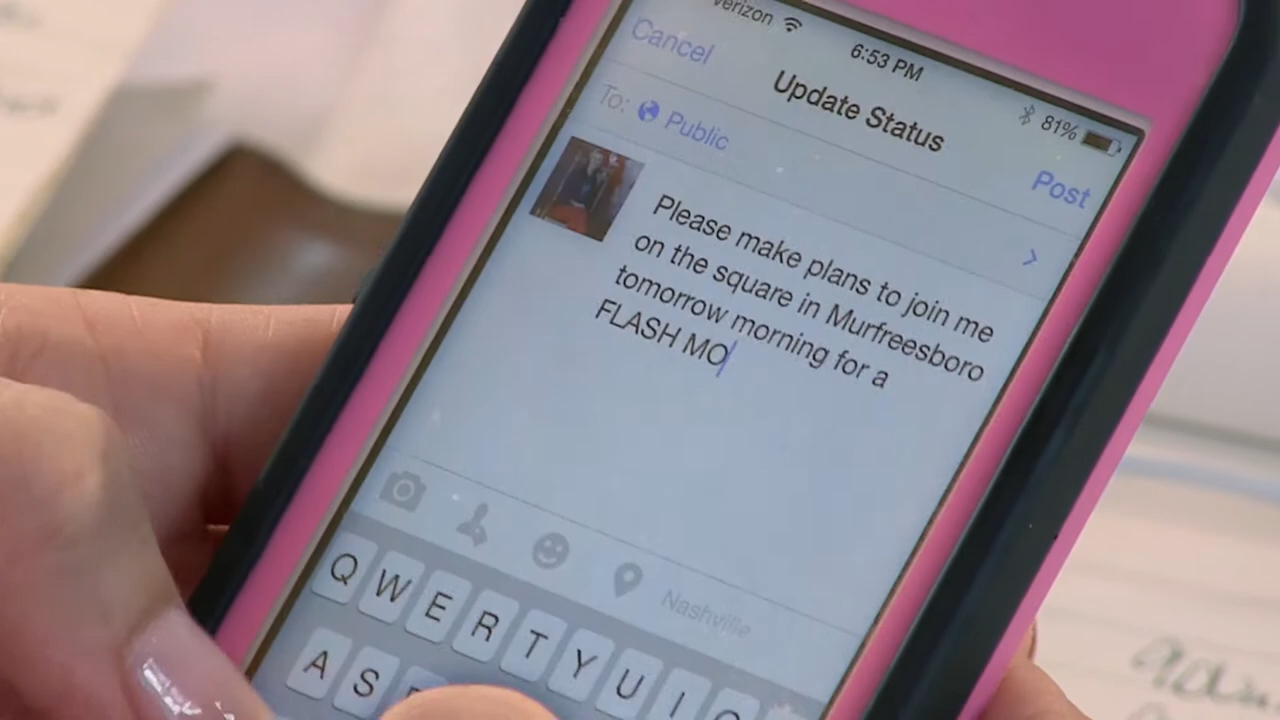 verizon 6:53 PM 81%
Cancel Update Status Post
To: Public
Please make plans to join me
on the square in Murfreesboro
tomorrow morning for a
FLASH MO
Nashville
Q W E R T Y U I
A S